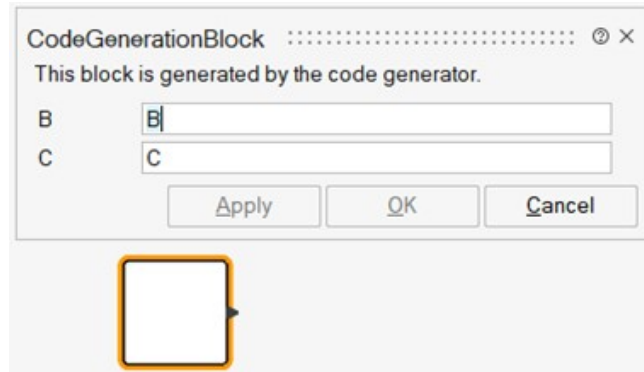 CodeGenerationBlock
This block is generated by the code generator.
B B
C C
Apply OK Cancel